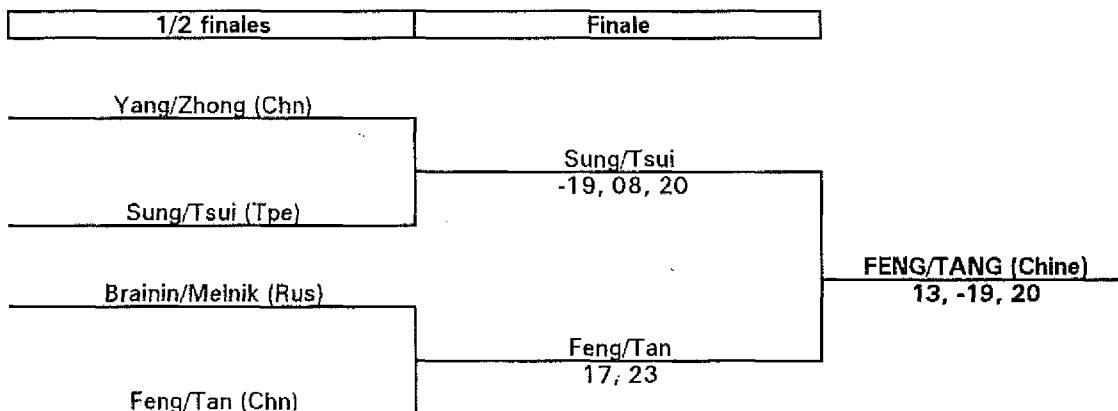 1/2 finales Finale
Yang/Zhong (Chn)
Sung/Tsui
-19, 08, 20
Sung/Tsui (Tpe)
FENG/TANG (Chine)
13, -19, 20
Brainin/Melnik (Rus)
Feng/Tan
17, 23
Feng/Tan (Chn)